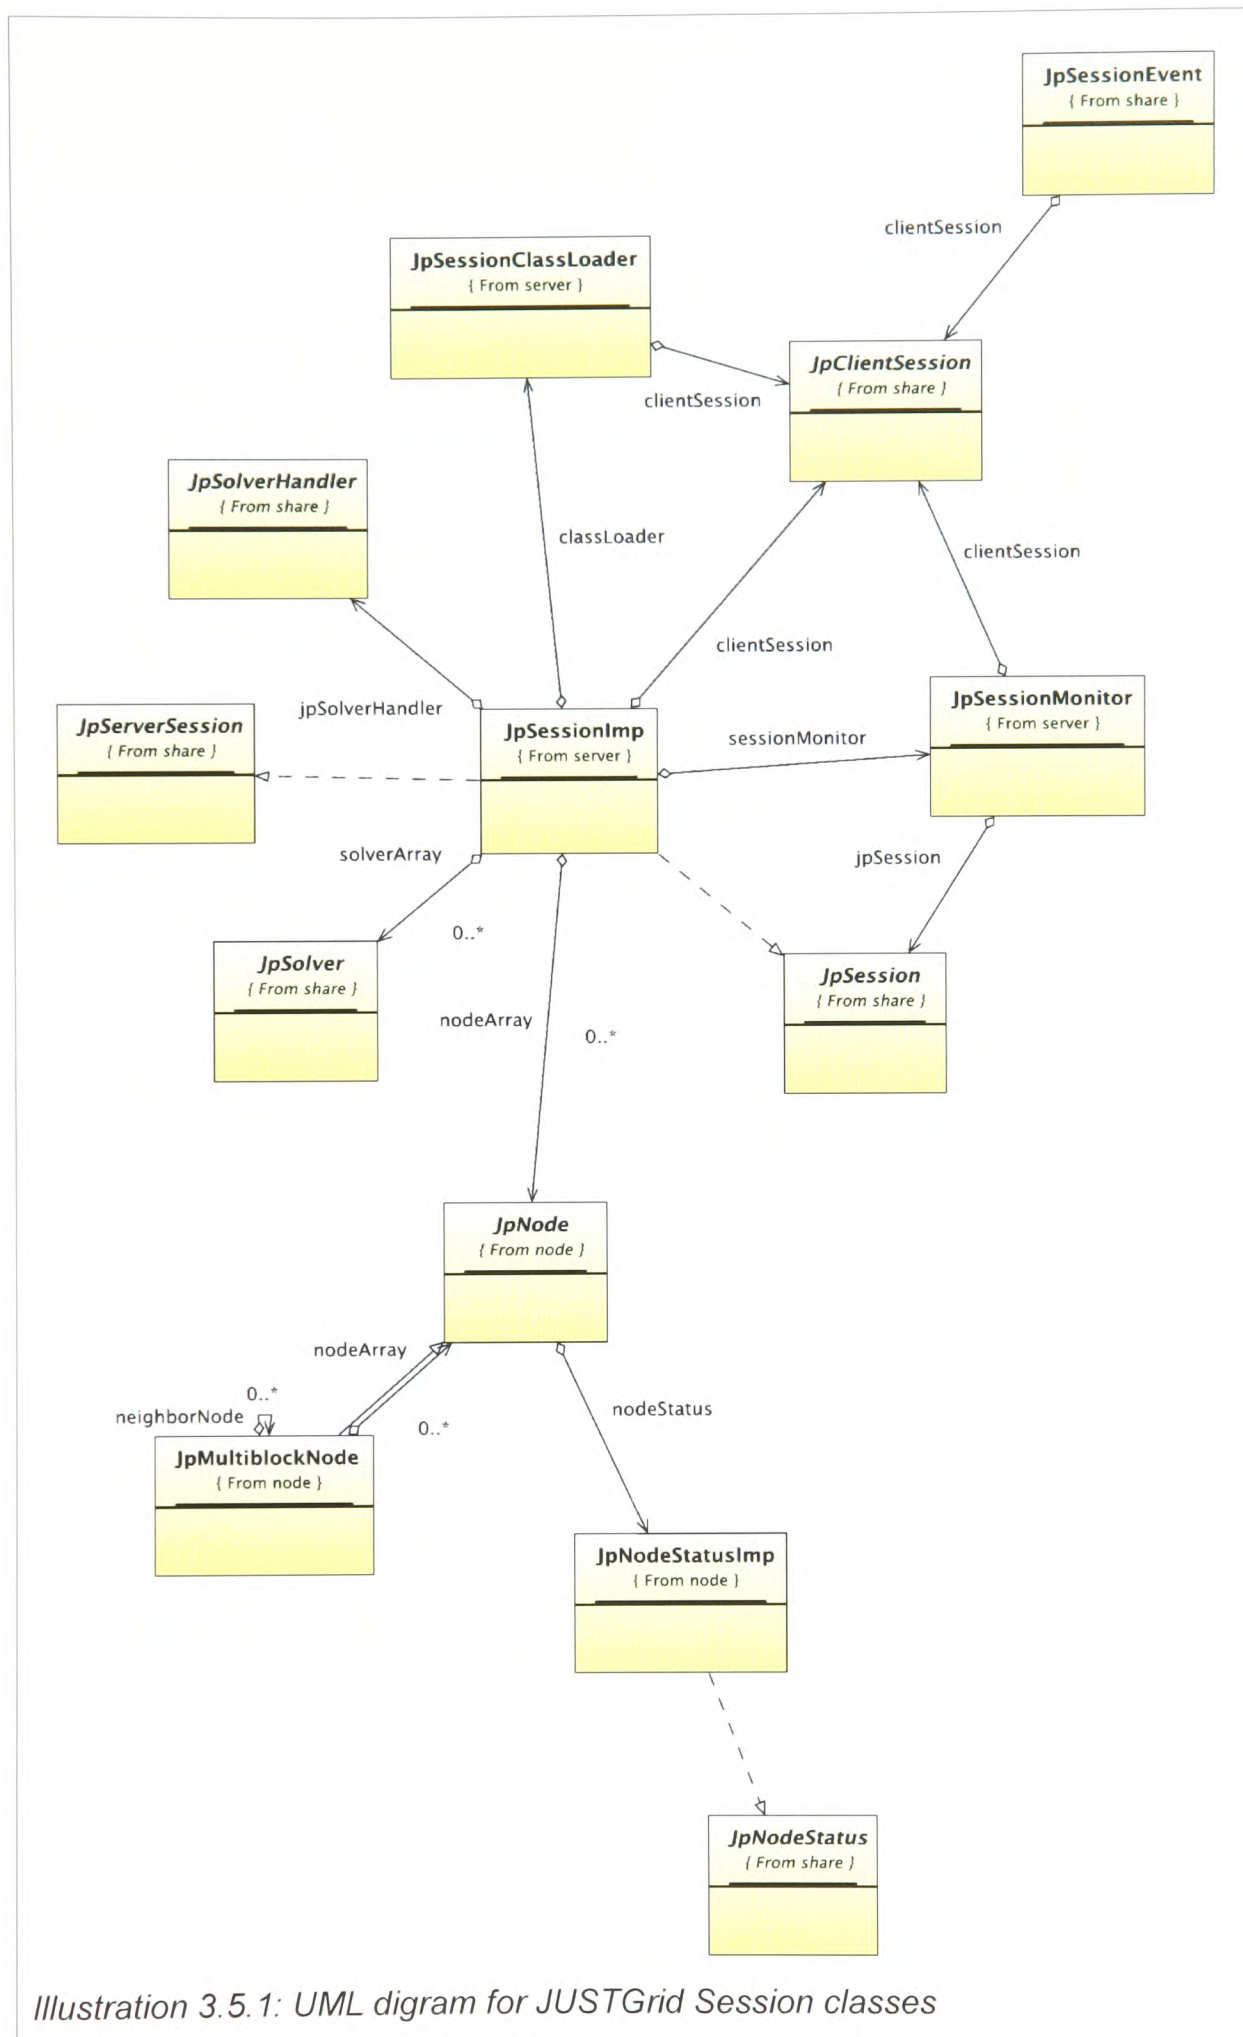 JpSessionEvent
{ From share }
clientSession
JpSessionClassLoader
{ From server }
clientSession
JpClientSession
{ From share }
JpSolverHandler
{ From share }
classLoader
clientSession
clientSession
jpSolverHandler
JpServerSession
{ From share }
JpSessionImp
{ From server }
sessionMonitor
JpSessionMonitor
{ From server }
solverArray
0..*
jpSession
JpSolver
{ From share }
nodeArray
0..*
JpSession
{ From share }
JpNode
{ From node }
nodeArray
0..*
neighborNode
0..*
nodeStatus
JpMultiblockNode
{ From node }
JpNodeStatusImp
{ From node }
JpNodeStatus
{ From share }
Illustration 3.5.1: UML digram for JUSTGrid Session classes